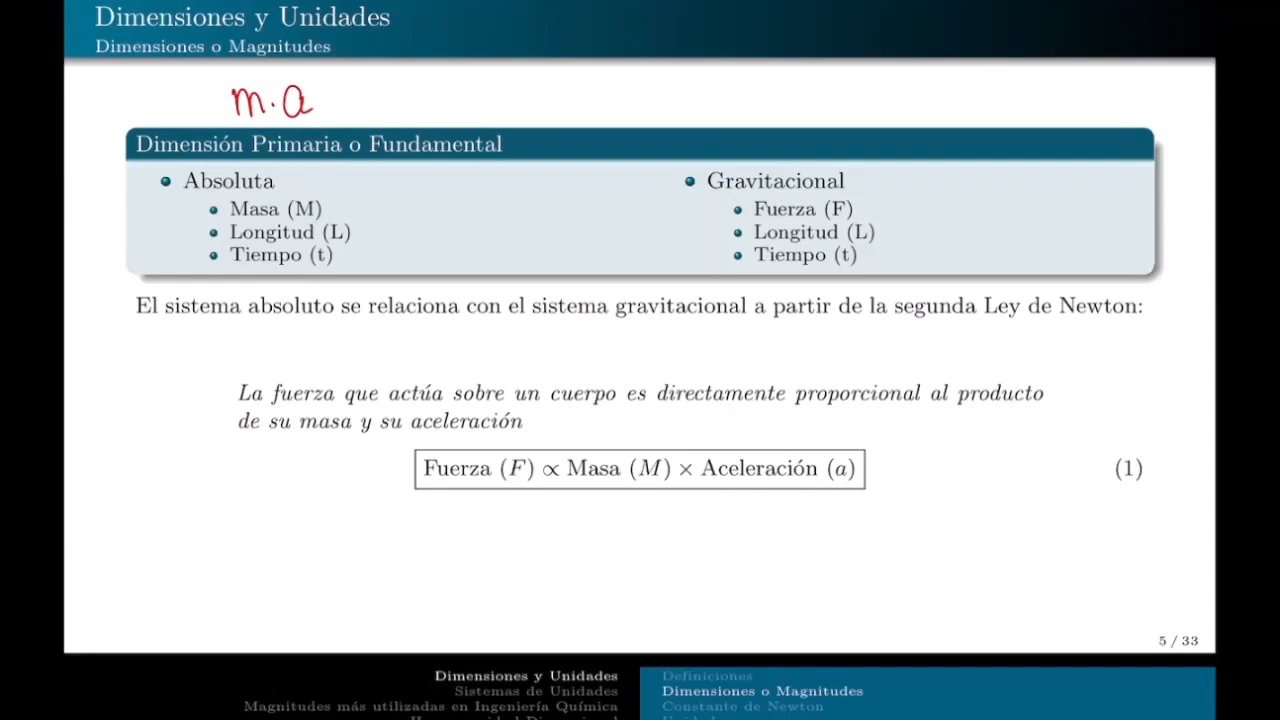 Dimensiones y Unidades
Dimensiones o Magnitudes
m.a
Dimensión Primaria o Fundamental
Absoluta
Masa (M)
Longitud (L)
Tiempo (t)
Gravitacional
Fuerza (F)
Longitud (L)
Tiempo (t)
El sistema absoluto se relaciona con el sistema gravitacional a partir de la segunda Ley de Newton:
La fuerza que actúa sobre un cuerpo es directamente proporcional al producto
de su masa y su aceleración
Fuerza (F) ∝ Masa (M) × Aceleración (a) (1)
5 / 33
Dimensiones y Unidades
Sistemas de Unidades
Magnitudes más utilizadas en Ingeniería Química
Definiciones
Dimensiones o Magnitudes
Constante de Newton